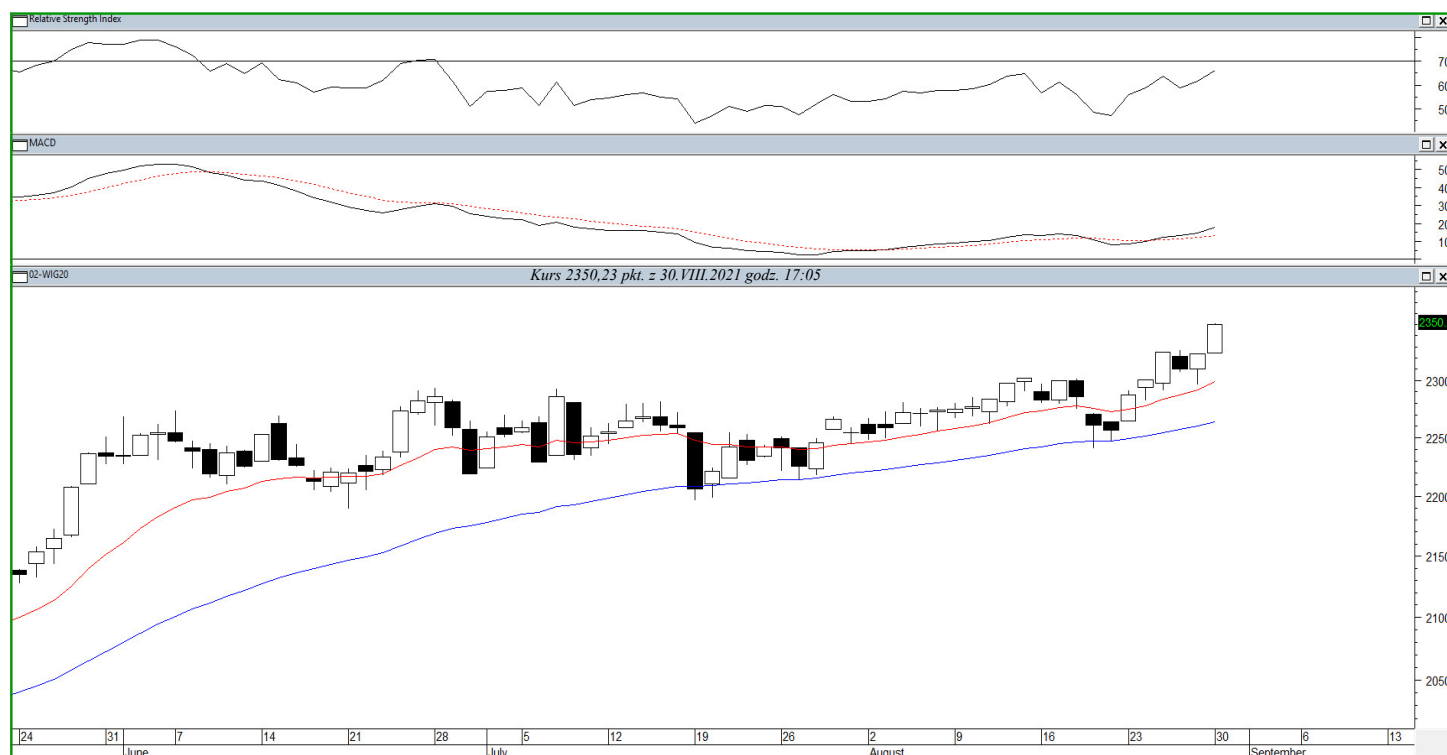 Relative Strength Index
70
60
50
MACD
50
40
30
20
10
02-WIG20
Kurs 2350,23 pkt. z 30.VIII.2021 godz. 17:05
2350.
2300
2250
2200
2150
2100
2050
24 31 7 14 21 28 5 12 19 26 2 9 16 23 30 6 13
June July August September